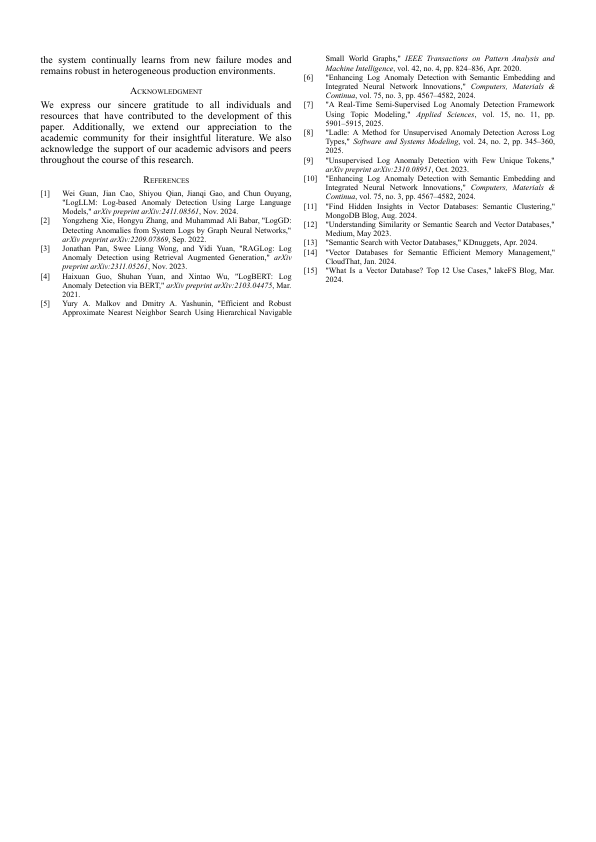 the system continually learns from new failure modes and
remains robust in heterogeneous production environments.
Acknowledgment
We express our sincere gratitude to all individuals and
resources that have contributed to the development of this
paper. Additionally, we extend our appreciation to the
academic community for their insightful literature. We also
acknowledge the support of our academic advisors and peers
throughout the course of this research.
References
[1] Wei Guan, Jian Cao, Shiyou Qian, Jianqi Gao, and Chun Ouyang,
"LogLLM: Log-based Anomaly Detection Using Large Language
Models," arXiv preprint arXiv:2411.08561, Nov. 2024.
[2] Yongzheng Xie, Hongyu Zhang, and Muhammad Ali Babar, "LogGD:
Detecting Anomalies from System Logs by Graph Neural Networks,"
arXiv preprint arXiv:2209.07869, Sep. 2022.
[3] Jonathan Pan, Swee Liang Wong, and Yidi Yuan, "RAGLog: Log
Anomaly Detection using Retrieval Augmented Generation," arXiv
preprint arXiv:2311.05261, Nov. 2023.
[4] Haixuan Guo, Shuhan Yuan, and Xintao Wu, "LogBERT: Log
Anomaly Detection via BERT," arXiv preprint arXiv:2103.04475, Mar.
2021.
[5] Yury A. Malkov and Dmitry A. Yashunin, "Efficient and Robust
Approximate Nearest Neighbor Search Using Hierarchical Navigable
Small World Graphs," IEEE Transactions on Pattern Analysis and
Machine Intelligence, vol. 42, no. 4, pp. 824–836, Apr. 2020.
[6] "Enhancing Log Anomaly Detection with Semantic Embedding and
Integrated Neural Network Innovations," Computers, Materials &
Continua, vol. 75, no. 3, pp. 4567–4582, 2024.
[7] "A Real-Time Semi-Supervised Log Anomaly Detection Framework
Using Topic Modeling," Applied Sciences, vol. 15, no. 11, pp.
5901–5915, 2025.
[8] "Ladle: A Method for Unsupervised Anomaly Detection Across Log
Types," Software and Systems Modeling, vol. 24, no. 2, pp. 345–360,
2025.
[9] "Unsupervised Log Anomaly Detection with Few Unique Tokens,"
arXiv preprint arXiv:2310.08951, Oct. 2023.
[10] "Enhancing Log Anomaly Detection with Semantic Embedding and
Integrated Neural Network Innovations," Computers, Materials &
Continua, vol. 75, no. 3, pp. 4567–4582, 2024.
[11] "Find Hidden Insights in Vector Databases: Semantic Clustering,"
MongoDB Blog, Aug. 2024.
[12] "Understanding Similarity or Semantic Search and Vector Databases,"
Medium, May 2023.
[13] "Semantic Search with Vector Databases," KDnuggets, Apr. 2024.
[14] "Vector Databases for Semantic Efficient Memory Management,"
CloudThat, Jan. 2024.
[15] "What Is a Vector Database? Top 12 Use Cases," lakeFS Blog, Mar.
2024.